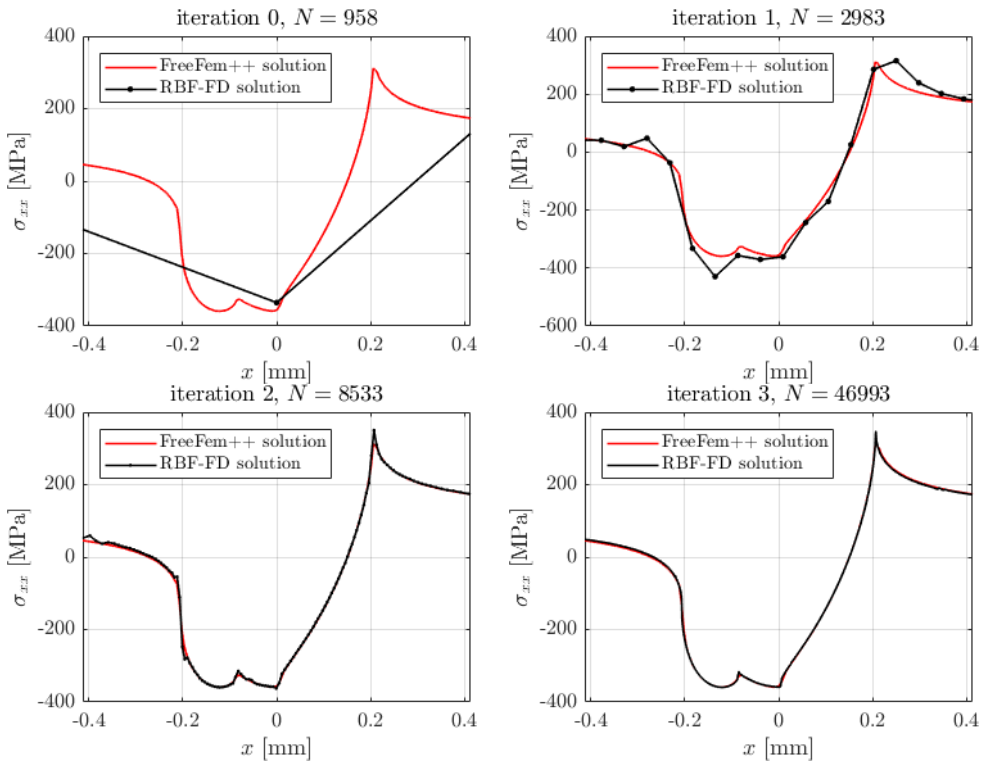 iteration 0, N = 958
400
200
0
-200
-400
σxx [MPa]
FreeFem++ solution
RBF-FD solution
-0.4
-0.2
0
0.2
0.4
x [mm]
iteration 1, N = 2983
400
200
0
-200
-400
-600
σxx [MPa]
FreeFem++ solution
RBF-FD solution
-0.4
-0.2
0
0.2
0.4
x [mm]
iteration 2, N = 8533
400
200
0
-200
-400
σxx [MPa]
FreeFem++ solution
RBF-FD solution
-0.4
-0.2
0
0.2
0.4
x [mm]
iteration 3, N = 46993
400
200
0
-200
-400
σxx [MPa]
FreeFem++ solution
RBF-FD solution
-0.4
-0.2
0
0.2
0.4
x [mm]